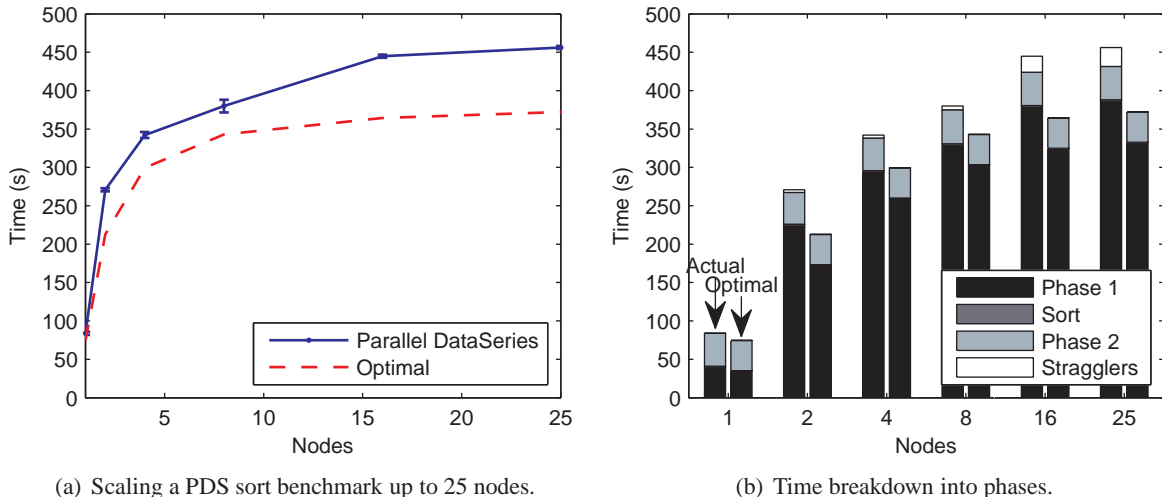 500
450
400
350
300
250
200
150
100
50
0
Time (s)
5
10
15
20
25
Nodes
Parallel DataSeries
Optimal
(a) Scaling a PDS sort benchmark up to 25 nodes.
500
450
400
350
300
250
200
150
100
50
0
Time (s)
Actual
Optimal
Phase 1
Sort
Phase 2
Stragglers
1
2
4
8
16
25
Nodes
(b) Time breakdown into phases.